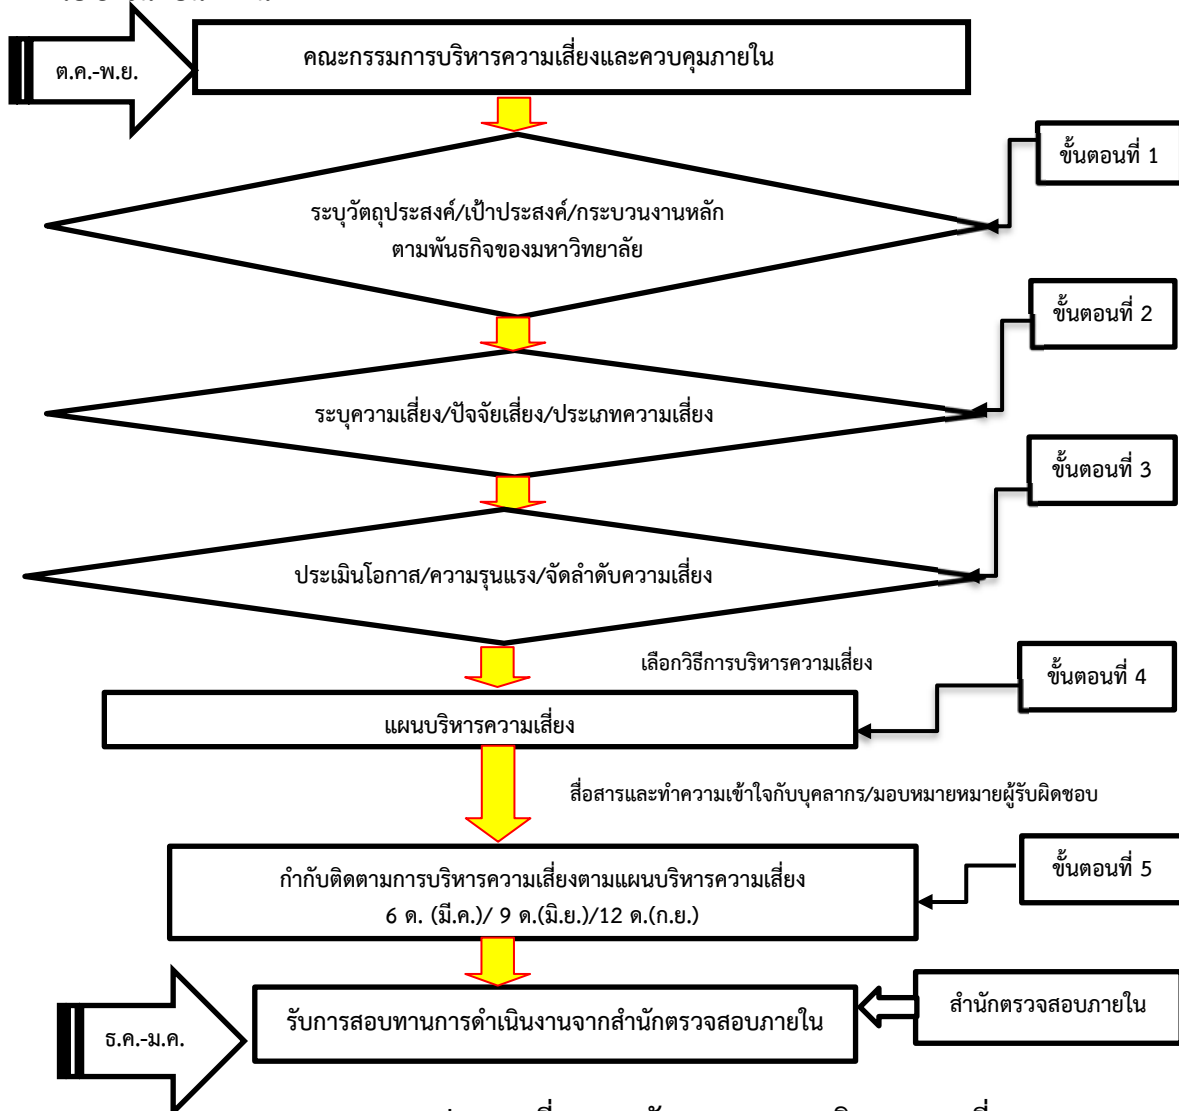 ต.ค.-พ.ย.
คณะกรรมการบริหารความเสี่ยงและควบคุมภายใน
ขั้นตอนที่ 1
ระบุวัตถุประสงค์/เป้าประสงค์/กระบวนงานหลัก
ตามพันธกิจของมหาวิทยาลัย
ขั้นตอนที่ 2
ระบุความเสี่ยง/ปัจจัยเสี่ยง/ประเภทความเสี่ยง
ขั้นตอนที่ 3
ประเมินโอกาส/ความรุนแรง/จัดลำดับความเสี่ยง
เลือกวิธีการบริหารความเสี่ยง
ขั้นตอนที่ 4
แผนบริหารความเสี่ยง
สื่อสารและทำความเข้าใจกับบุคลากร/มอบหมายหมายผู้รับผิดชอบ
ขั้นตอนที่ 5
กำกับติดตามการบริหารความเสี่ยงตามแผนบริหารความเสี่ยง
6 ด. (มี.ค.)/ 9 ด.(มิ.ย.)/12 ด.(ก.ย.)
สำนักตรวจสอบภายใน
รับการสอบทานการดำเนินงานจากสำนักตรวจสอบภายใน
ธ.ค.-ม.ค.